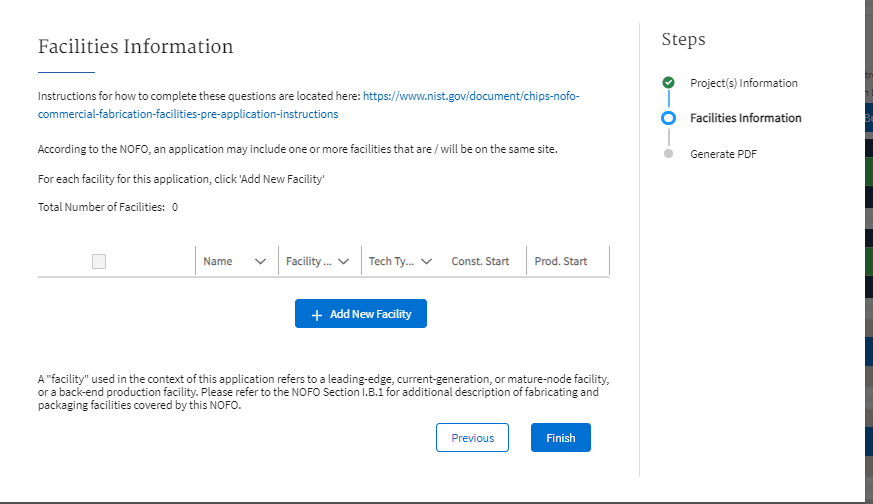 Facilities Information
Instructions for how to complete these questions are located here: https://www.nist.gov/document/chips-nofo-
commercial-fabrication-facilities-pre-application-instructions
According to the NOFO, an application may include one or more facilities that are / will be on the same site.
For each facility for this application, click 'Add New Facility'
Total Number of Facilities: 0
Name Facility ... Tech Ty... Const. Start Prod. Start
+ Add New Facility
A "facility" used in the context of this application refers to a leading-edge, current-generation, or mature-node facility,
or a back-end production facility. Please refer to the NOFO Section I.B.1 for additional description of fabricating and
packaging facilities covered by this NOFO.
Previous Finish
Steps
Project(s) Information
Facilities Information
Generate PDF